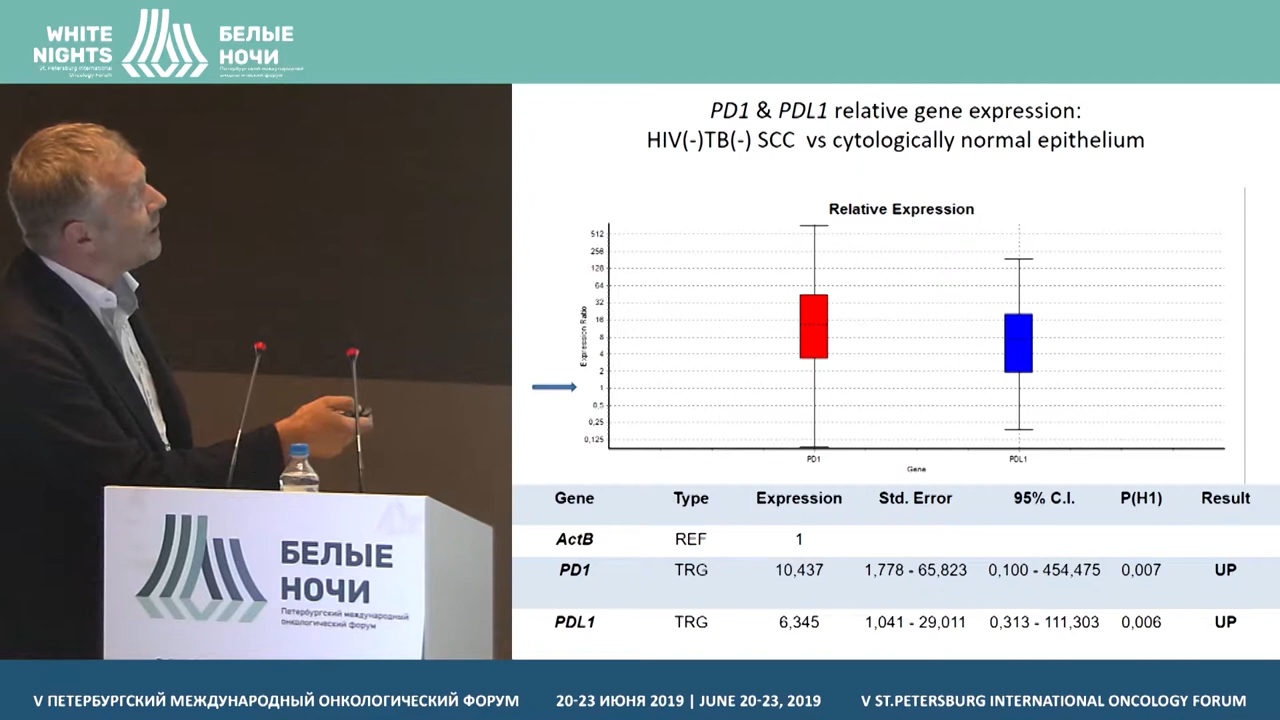 WHITE
NIGHTS
St. Petersburg International
Oncology Forum
БЕЛЫЕ
НОЧИ
Петербургский международный
онкологический форум
PD1 & PDL1 relative gene expression:
HIV(-)TB(-) SCC vs cytologically normal epithelium
Relative Expression
Expression Ratio
512
256
128
64
32
16
8
4
2
1
0,5
0,25
0,125
PD1
PDL1
Gene
Gene Type Expression Std. Error 95% C.I. P(H1) Result
ActB REF 1
PD1 TRG 10,437 1,778 - 65,823 0,100 - 454,475 0,007 UP
PDL1 TRG 6,345 1,041 - 29,011 0,313 - 111,303 0,006 UP
БЕЛЫЕ
НОЧИ
Петербургский международный
онкологический форум
V ПЕТЕРБУРГСКИЙ МЕЖДУНАРОДНЫЙ ОНКОЛОГИЧЕСКИЙ ФОРУМ 20-23 ИЮНЯ 2019 | JUNE 20-23, 2019 V ST.PETERSBURG INTERNATIONAL ONCOLOGY FORUM